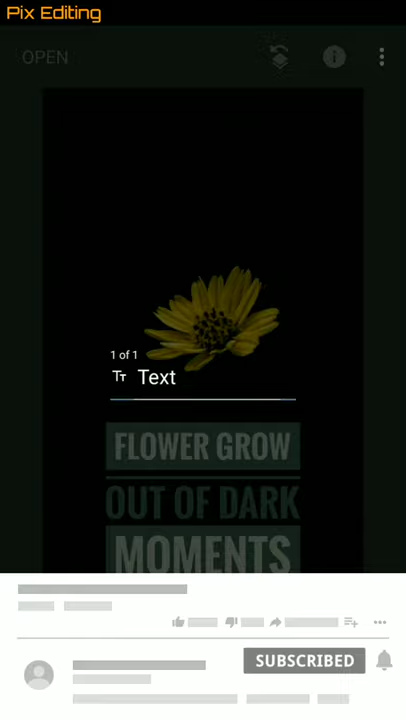 Pix Editing
OPEN
1 of 1
Text
FLOWER GROW
OUT OF DARK
MOMENTS
SUBSCRIBED